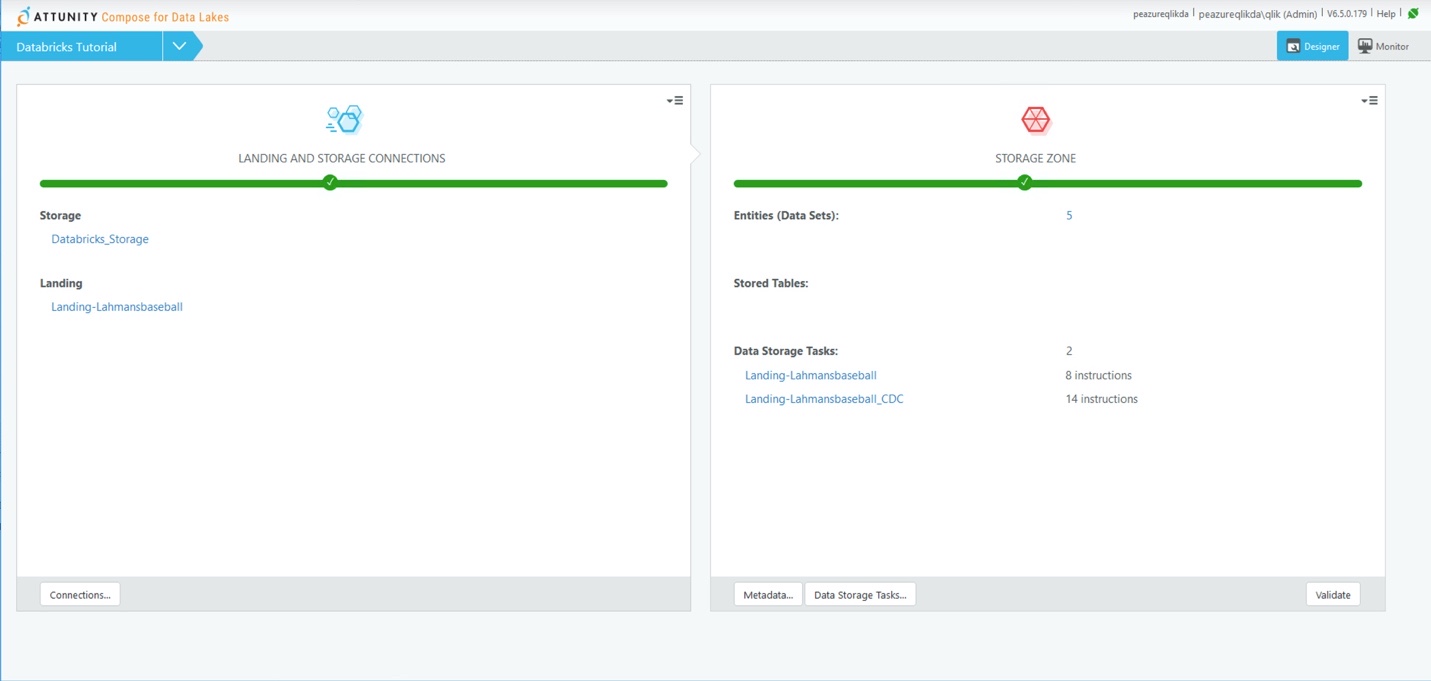 ATTUNITY Compose for Data Lakes
peazureqlikda | peazureqlikda\qlik (Admin) | V6.5.0.179 | Help |
Databricks Tutorial
Designer
Monitor
LANDING AND STORAGE CONNECTIONS
Storage
Databricks_Storage
Landing
Landing-Lahmansbaseball
Connections...
STORAGE ZONE
Entities (Data Sets): 5
Stored Tables:
Data Storage Tasks: 2
Landing-Lahmansbaseball 8 instructions
Landing-Lahmansbaseball_CDC 14 instructions
Metadata... Data Storage Tasks... Validate